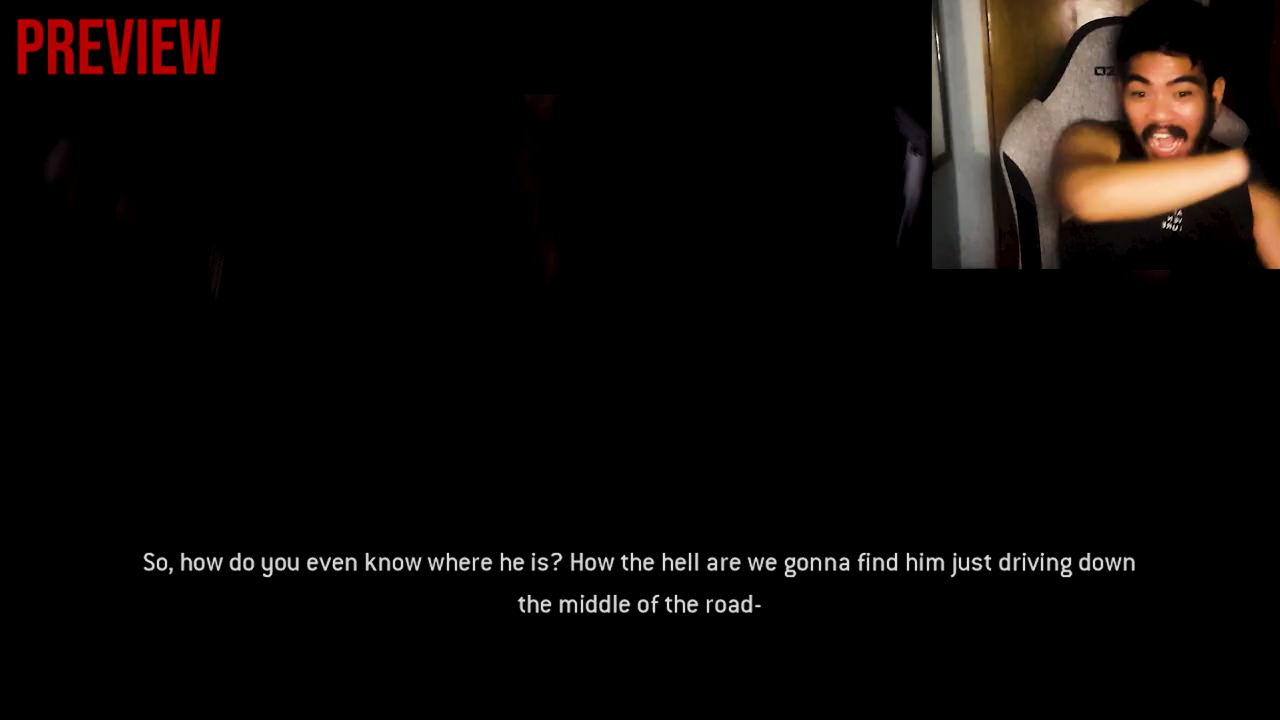 PREVIEW
So, how do you even know where he is? How the hell are we gonna find him just driving down
the middle of the road-